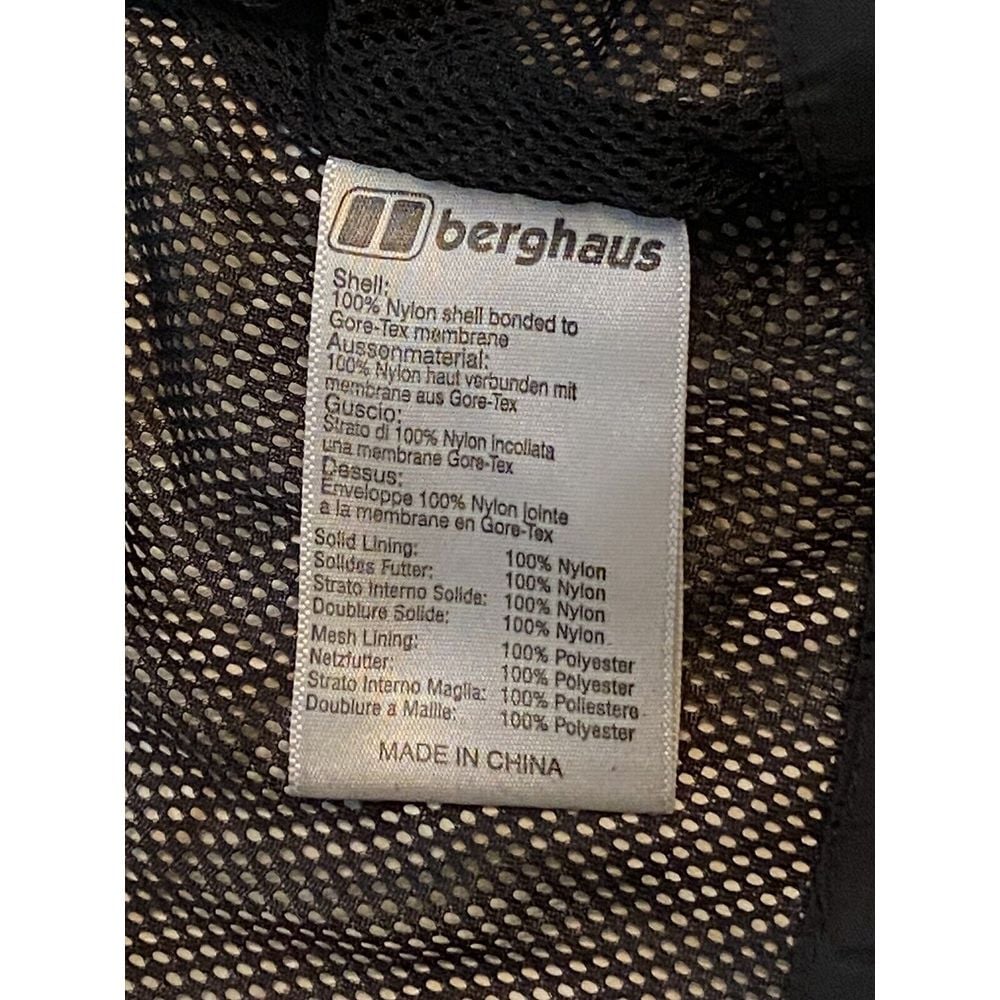 berghaus
Shell:
100% Nylon shell bonded to
Gore-Tex membrane
Aussonmaterial:
100% Nylon haut verbunden mit
membrane aus Gore-Tex
Guscio:
Strato di 100% Nylon incollata
una membrane Gore-Tex
Dessus:
Enveloppe 100% Nylon jointe
à la membrane en Gore-Tex
Solid Lining: 100% Nylon
Solides Futter: 100% Nylon
Strato Interno Solide: 100% Nylon
Doublure Solide: 100% Nylon
Mesh Lining: 100% Polyester
Netzfutter: 100% Polyester
Strato Interno Maglia: 100% Poliestere
Doublure a Maille: 100% Polyester
MADE IN CHINA